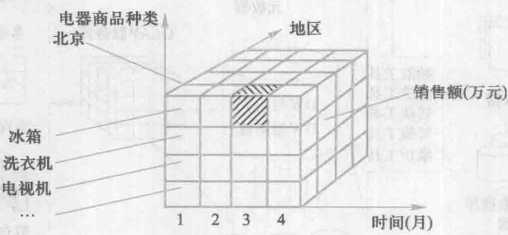 电器商品种类
北京
地区
销售额(万元)
冰箱
洗衣机
电视机
…
1 2 3 4
时间(月)